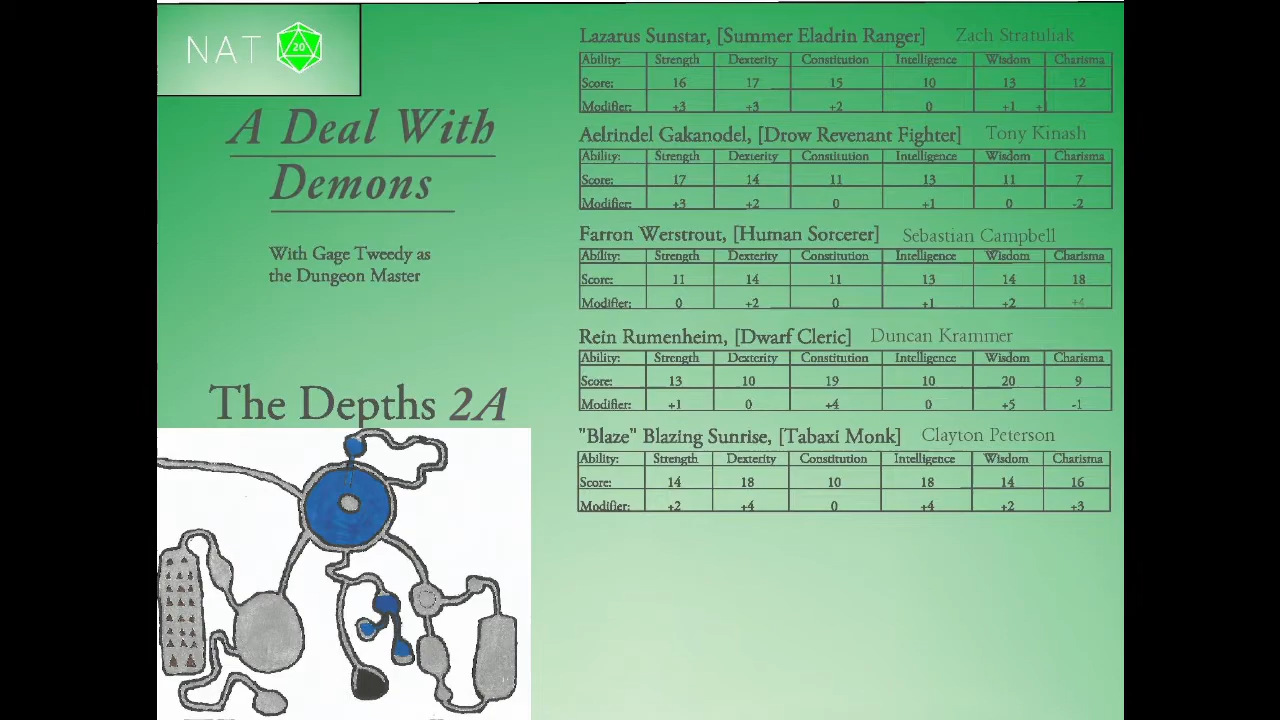 NAT 20
A Deal With
Demons
With Gage Tweedy as
the Dungeon Master
The Depths 2A
Lazarus Sunstar, [Summer Eladrin Ranger] Zach Stratuliak
Ability: Strength Dexterity Constitution Intelligence Wisdom Charisma
Score: 16 17 15 10 13 12
Modifier: +3 +3 +2 0 +1 +1
Aelrindel Gakanodel, [Drow Revenant Fighter] Tony Kinash
Ability: Strength Dexterity Constitution Intelligence Wisdom Charisma
Score: 17 14 11 13 11 7
Modifier: +3 +2 0 +1 0 -2
Farron Werstrout, [Human Sorcerer] Sebastian Campbell
Ability: Strength Dexterity Constitution Intelligence Wisdom Charisma
Score: 11 14 11 13 14 18
Modifier: 0 +2 0 +1 +2 +4
Rein Rumenheim, [Dwarf Cleric] Duncan Krammer
Ability: Strength Dexterity Constitution Intelligence Wisdom Charisma
Score: 13 10 19 10 20 9
Modifier: +1 0 +4 0 +5 -1
"Blaze" Blazing Sunrise, [Tabaxi Monk] Clayton Peterson
Ability: Strength Dexterity Constitution Intelligence Wisdom Charisma
Score: 14 18 10 18 14 16
Modifier: +2 +4 0 +4 +2 +3